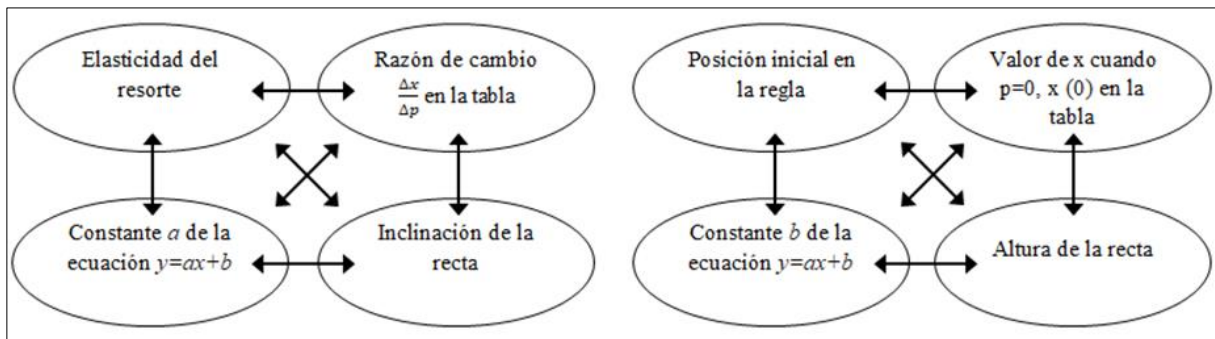 Elasticidad del
resorte
Razón de cambio
Δx/Δp en la tabla
Constante a de la
ecuación y=ax+b
Inclinación de la
recta
Posición inicial en
la regla
Valor de x cuando
p=0, x (0) en la
tabla
Constante b de la
ecuación y=ax+b
Altura de la recta